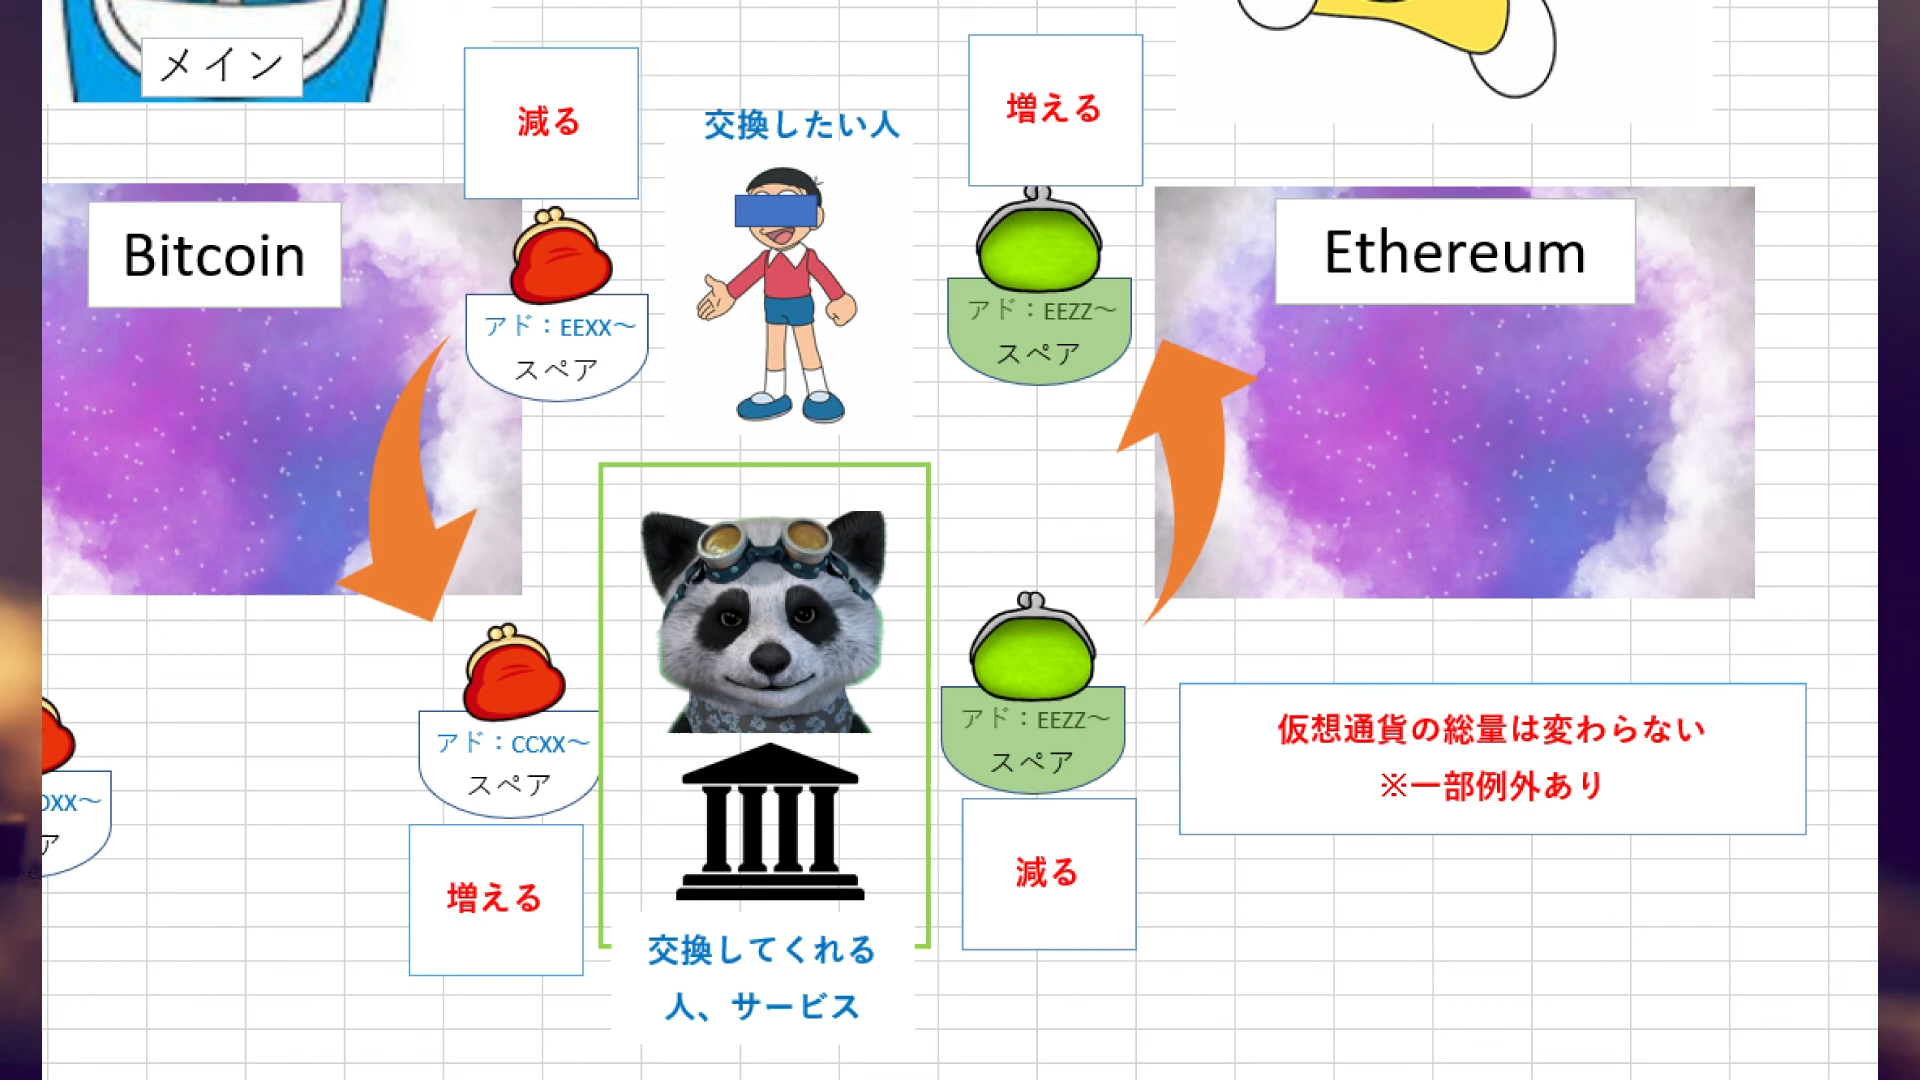 メイン
減る
交換したい人
増える
Bitcoin
Ethereum
アド：EEXX～
スペア
アド：EEZZ～
スペア
アド：CCXX～
スペア
アド：EEZZ～
スペア
仮想通貨の総量は変わらない
※一部例外あり
XX～
ア
増える
減る
交換してくれる
人、サービス